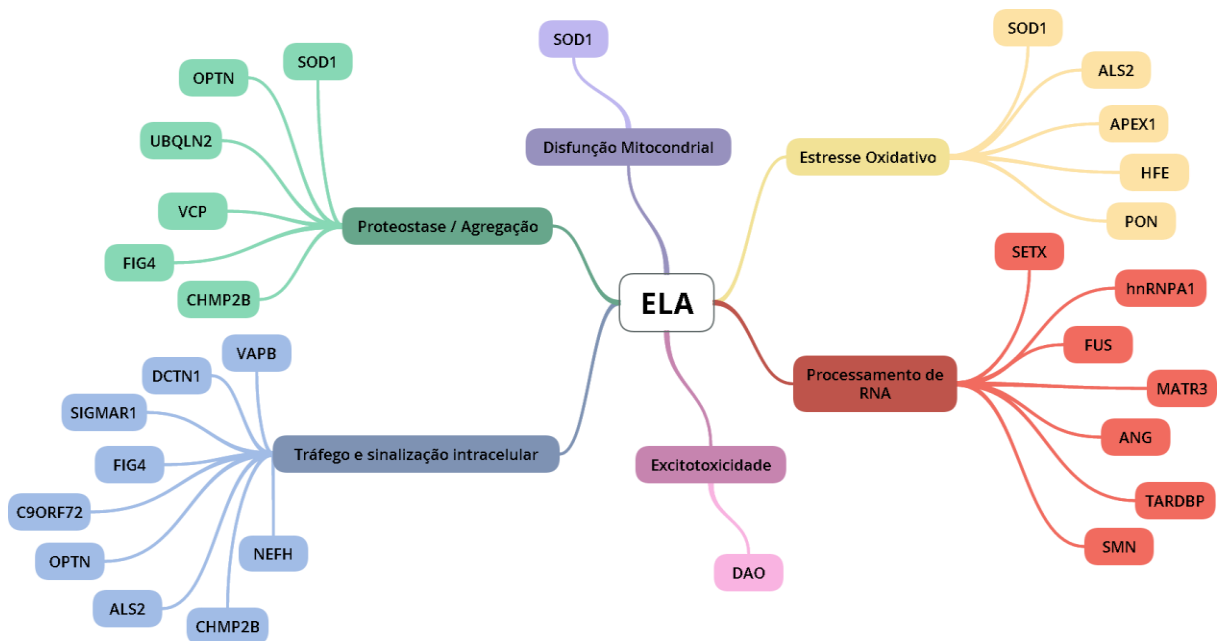 ELA
Disfunção Mitocondrial
SOD1
Estresse Oxidativo
SOD1
ALS2
APEX1
HFE
PON
Processamento de
RNA
SETX
hnRNPA1
FUS
MATR3
ANG
TARDBP
SMN
Excitotoxicidade
DAO
Proteostase / Agregação
SOD1
OPTN
UBQLN2
VCP
FIG4
CHMP2B
Tráfego e sinalização intracelular
VAPB
DCTN1
SIGMAR1
FIG4
C9ORF72
OPTN
ALS2
CHMP2B
NEFH